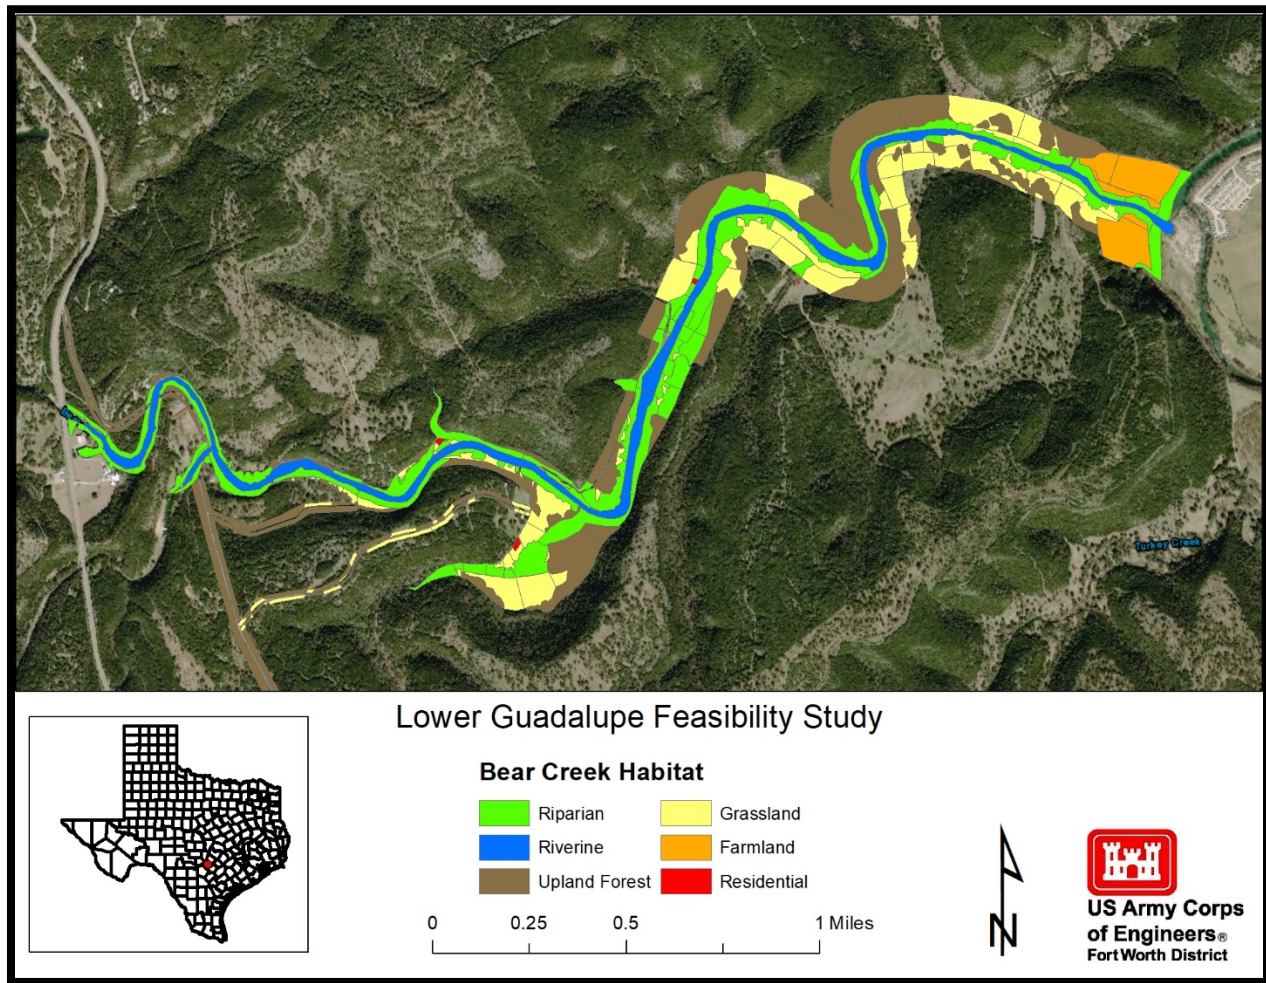 Turkey Creek
Lower Guadalupe Feasibility Study
Bear Creek Habitat
Riparian
Grassland
Riverine
Farmland
Upland Forest
Residential
0 0.25 0.5 1 Miles
N
US Army Corps
of Engineers®
Fort Worth District